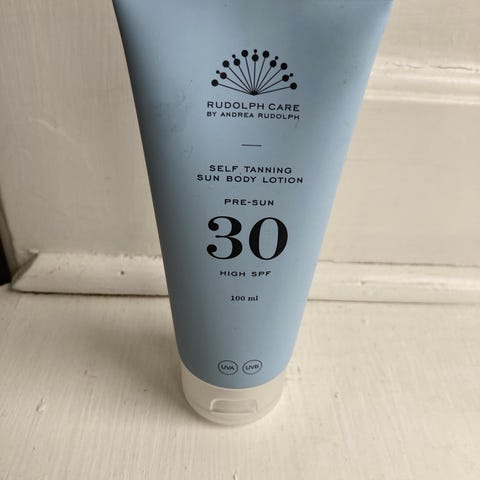 RUDOLPH CARE
BY ANDREA RUDOLPH
SELF TANNING
SUN BODY LOTION
PRE-SUN
30
HIGH SPF
100 ml
UVA UVB